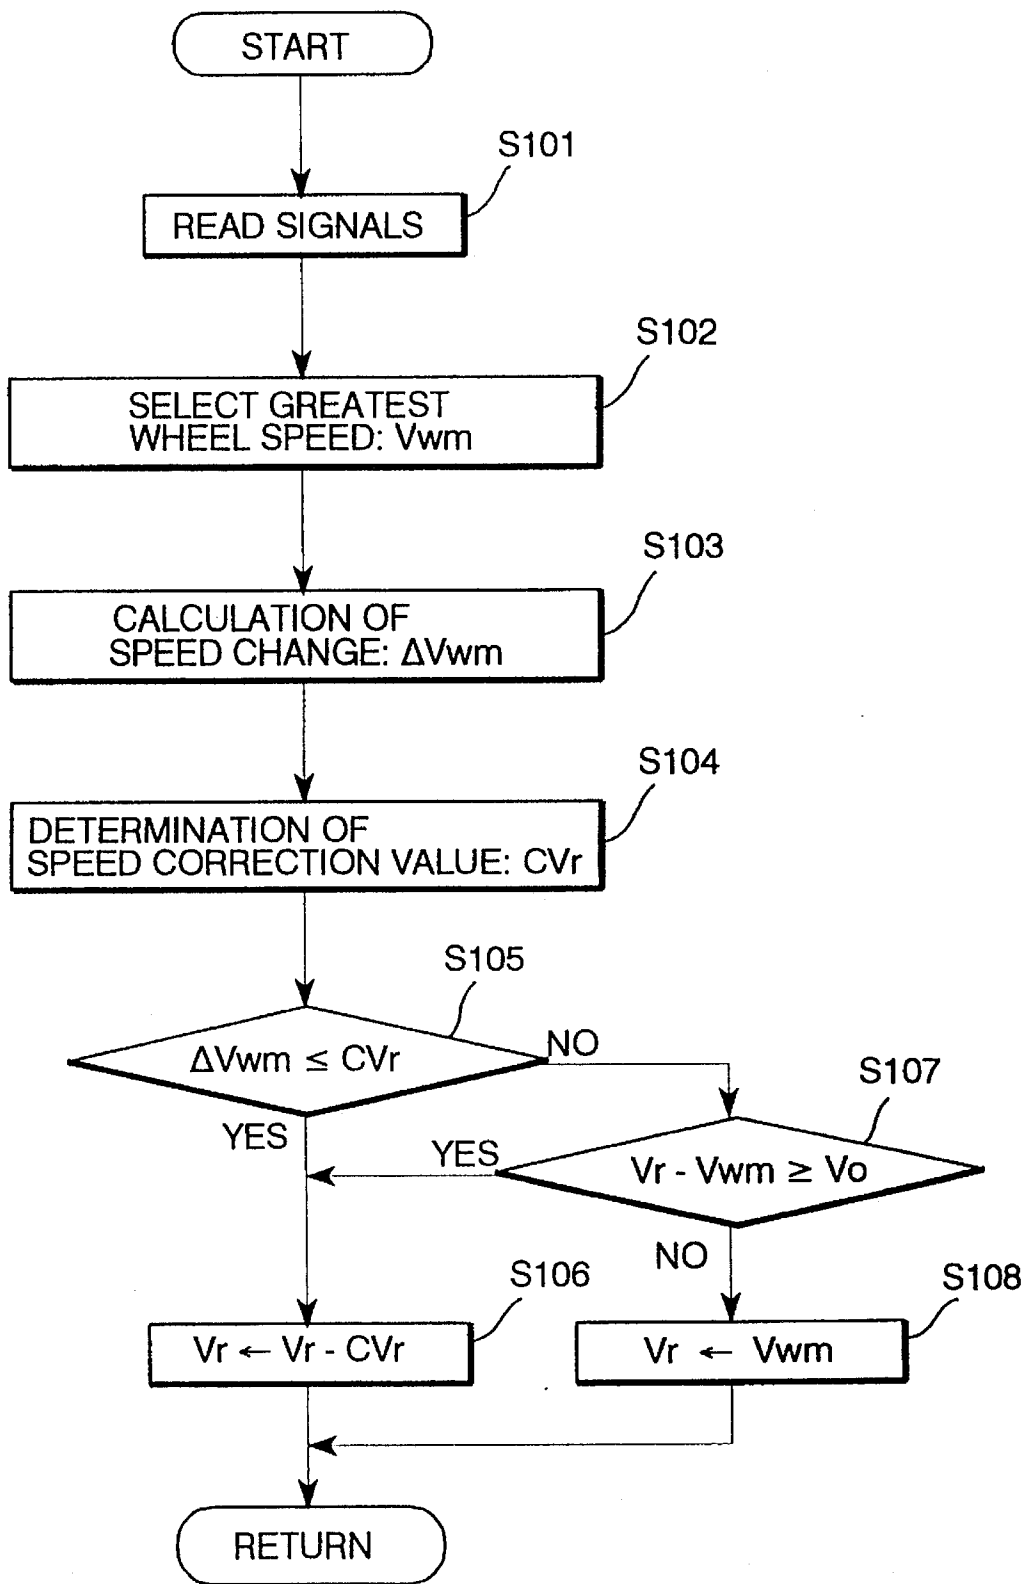 START
S101
READ SIGNALS
S102
SELECT GREATEST
WHEEL SPEED: Vwm
S103
CALCULATION OF
SPEED CHANGE: ΔVwm
S104
DETERMINATION OF
SPEED CORRECTION VALUE: CVr
S105
ΔVwm ≤ CVr
NO
S107
YES
YES
Vr - Vwm ≥ Vo
NO
S106
S108
Vr ← Vr - CVr
Vr ← Vwm
RETURN